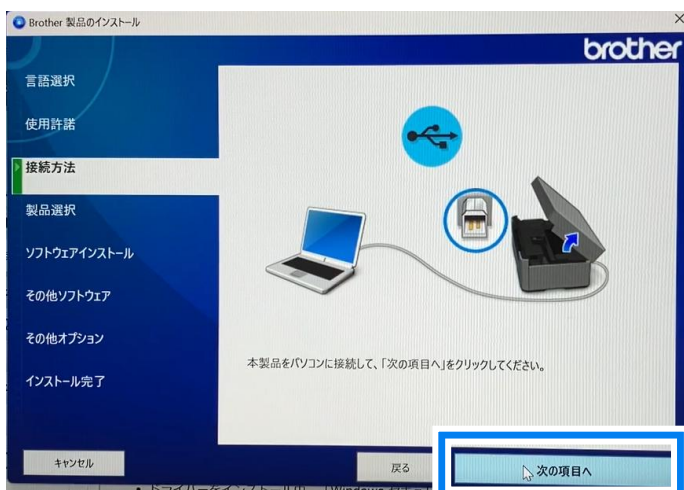 Brother 製品のインストール
brother
言語選択
使用許諾
接続方法
製品選択
ソフトウェアインストール
その他ソフトウェア
その他オプション
インストール完了
本製品をパソコンに接続して、「次の項目へ」をクリックしてください。
キャンセル
戻る
次の項目へ